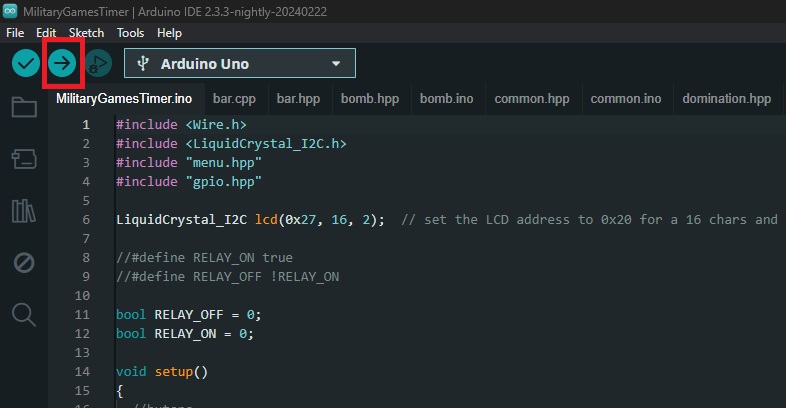 MilitaryGamesTimer | Arduino IDE 2.3.3-nightly-20240222
File Edit Sketch Tools Help
Arduino Uno
MilitaryGamesTimer.ino bar.cpp bar.hpp bomb.hpp bomb.ino common.hpp common.ino domination.hpp
1 #include <Wire.h>
2 #include <LiquidCrystal_I2C.h>
3 #include "menu.hpp"
4 #include "gpio.hpp"
5
6 LiquidCrystal_I2C lcd(0x27, 16, 2);  // set the LCD address to 0x20 for a 16 chars and
7
8 //#define RELAY_ON true
9 //#define RELAY_OFF !RELAY_ON
10
11 bool RELAY_OFF = 0;
12 bool RELAY_ON = 0;
13
14 void setup()
15 {